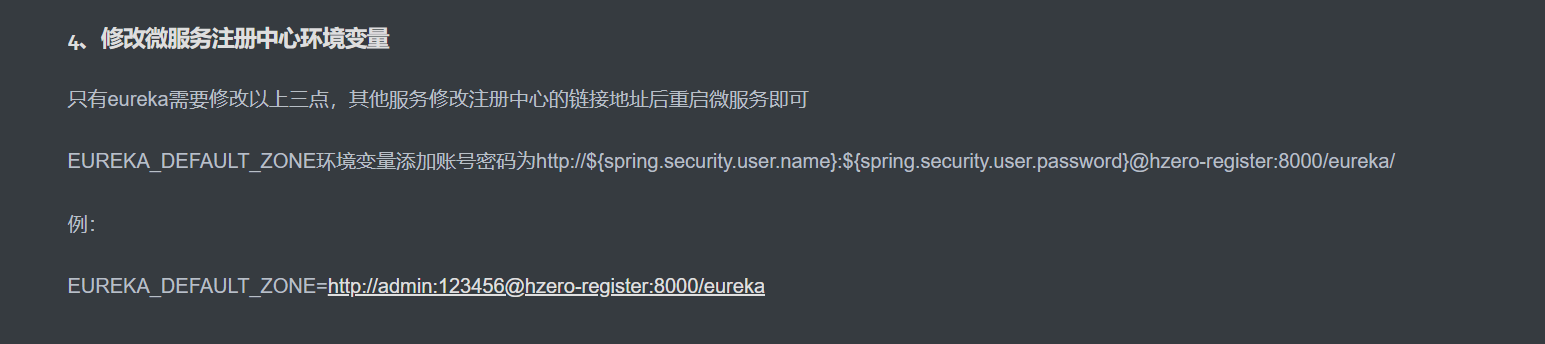 4、修改微服务注册中心环境变量
只有eureka需要修改以上三点，其他服务修改注册中心的链接地址后重启微服务即可
EUREKA_DEFAULT_ZONE环境变量添加账号密码为http://${spring.security.user.name}:${spring.security.user.password}@hzero-register:8000/eureka/
例：
EUREKA_DEFAULT_ZONE=http://admin:123456@hzero-register:8000/eureka